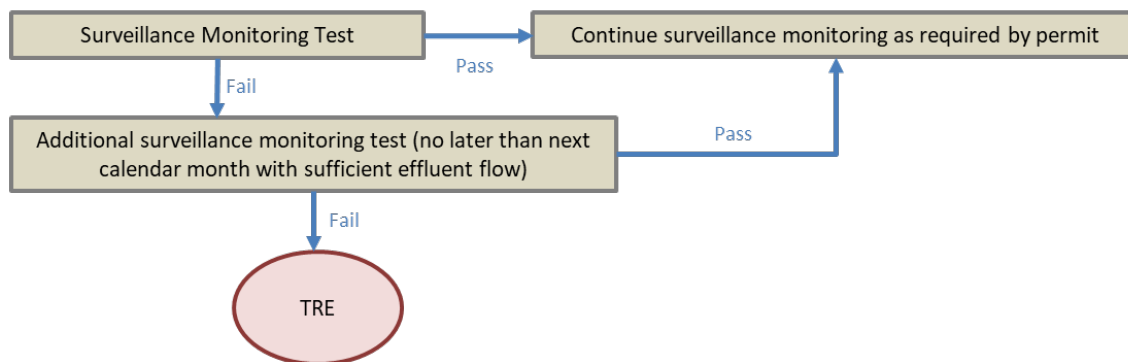 Surveillance Monitoring Test
Continue surveillance monitoring as required by permit
Pass
Fail
Additional surveillance monitoring test (no later than next
calendar month with sufficient effluent flow)
Pass
Fail
TRE